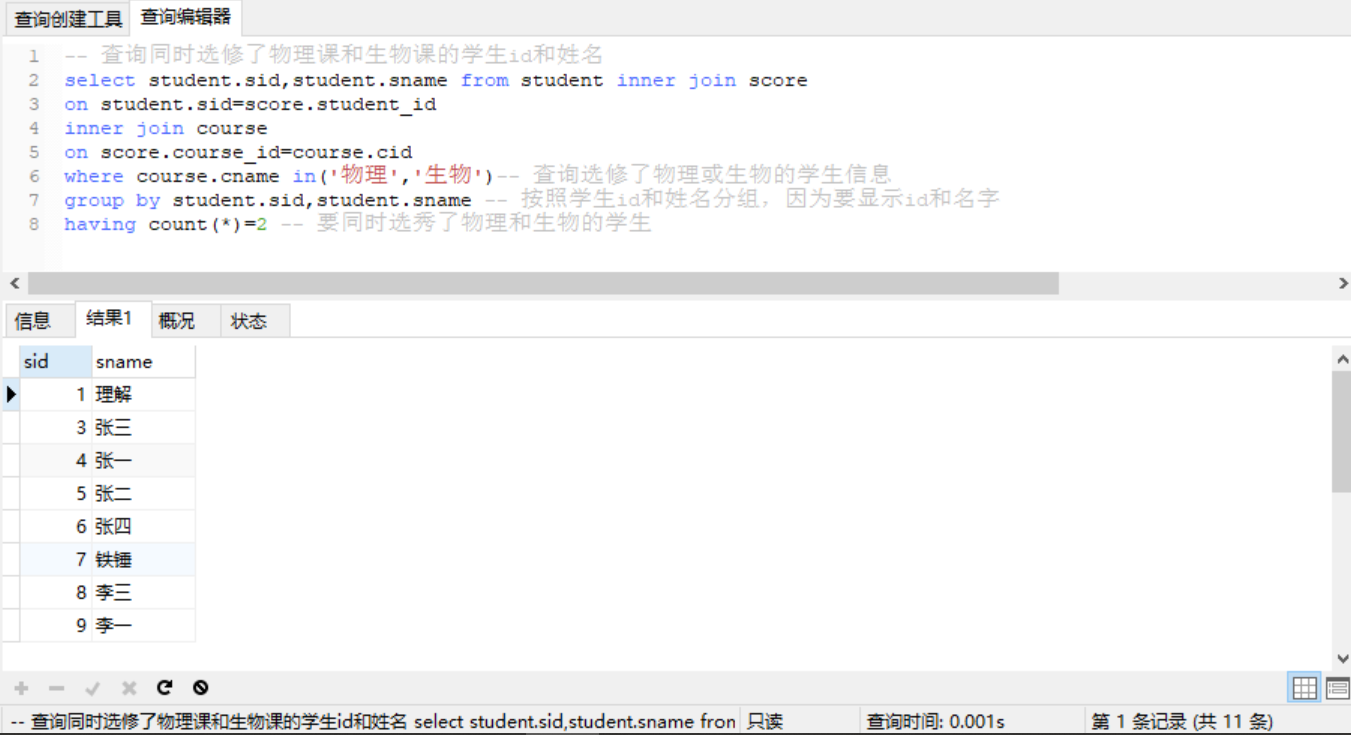 查询创建工具 查询编辑器
1 -- 查询同时选修了物理课和生物课的学生id和姓名
2 select student.sid,student.sname from student inner join score
3 on student.sid=score.student_id
4 inner join course
5 on score.course_id=course.cid
6 where course.cname in('物理','生物')-- 查询选修了物理或生物的学生信息
7 group by student.sid,student.sname -- 按照学生id和姓名分组，因为要显示id和名字
8 having count(*)=2 -- 要同时选秀了物理和生物的学生
信息 结果1 概况 状态
sid sname
1 理解
3 张三
4 张一
5 张二
6 张四
7 铁锤
8 李三
9 李一
-- 查询同时选修了物理课和生物课的学生id和姓名 select student.sid,student.sname fron 只读 查询时间: 0.001s 第 1 条记录 (共 11 条)